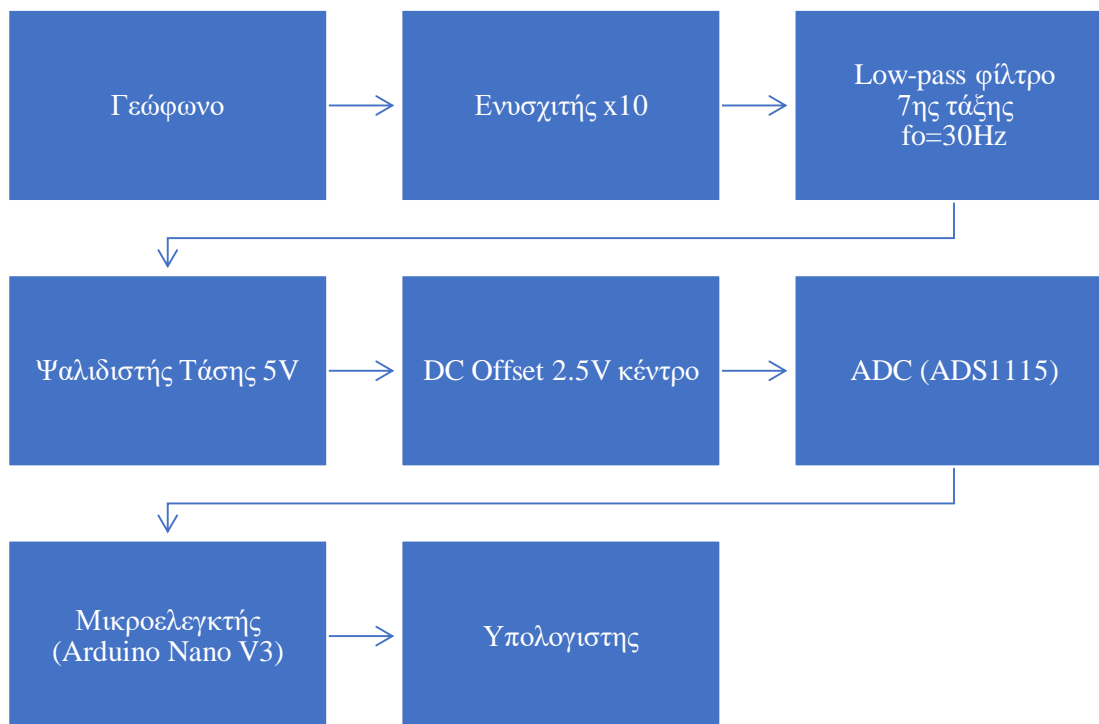 Γεώφωνο
Ενυσχιτής x10
Low-pass φίλτρο
7ης τάξης
fo=30Hz
Ψαλιδιστής Τάσης 5V
DC Offset 2.5V κέντρο
ADC (ADS1115)
Μικροελεγκτής
(Arduino Nano V3)
Υπολογιστης